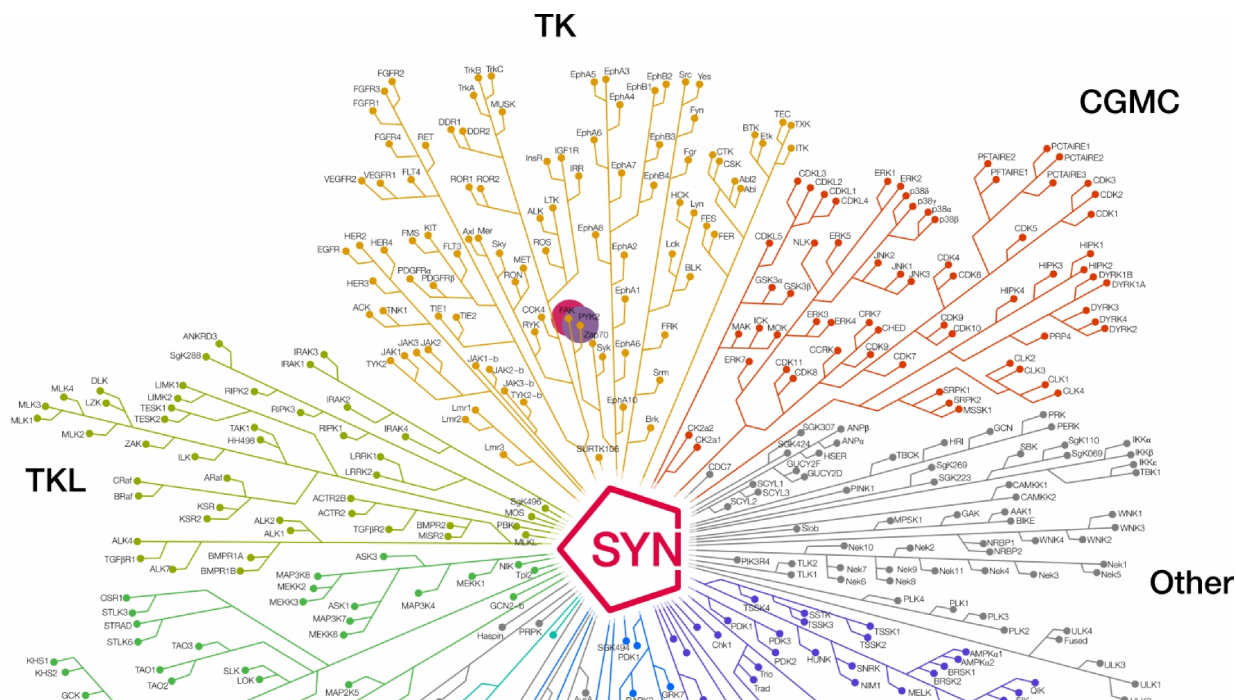 TK
CGMC
TKL
Other
SYN
FGFR2
FGFR3
FGFR1
FGFR4
TrkB
TrkC
TrkA
MUSK
DDR1
DDR2
RET
VEGFR2
VEGFR1
FLT4
ROR1
ROR2
InsR
IGF1R
IRR
LTK
ALK
ROS
HER2
EGFR
HER4
HER3
FMS
KIT
FLT3
PDGFRα
PDGFRβ
Axl
Mer
Sky
MET
RON
ACK
TNK1
TIE1
TIE2
CCK4
RYK
FAK
PYK2
Zap70
Syk
JAK3
JAK2
JAK1
TYK2
JAK1~b
JAK2~b
JAK3~b
TYK2~b
Lmr1
Lmr2
Lmr3
SURTK106
EphA5
EphA3
EphA4
EphA6
EphA7
EphA8
EphA2
EphA1
EphA6
EphA10
EphB2
EphB1
EphB3
EphB4
Src
Yes
Fyn
Fgr
HCK
Lyn
Lck
BLK
FRK
Srm
Brk
CTK
CSK
Abl2
Abl
FES
FER
BTK
Etk
TEC
TXK
ITK
CDKL3
CDKL2
CDKL1
CDKL4
CDKL5
ERK1
ERK2
p38δ
p38γ
p38α
p38β
NLK
ERK5
JNK2
JNK1
JNK3
GSK3α
GSK3β
MAK
ICK
MOK
ERK3
ERK4
ERK7
CRK7
CHED
CCRK
CDK9
CDK7
CDK11
CDK8
CDK4
CDK6
CDK9
CDK10
CDK5
PFTAIRE2
PFTAIRE1
PCTAIRE1
PCTAIRE2
PCTAIRE3
CDK3
CDK2
CDK1
HIPK1
HIPK2
HIPK3
HIPK4
DYRK1B
DYRK1A
DYRK3
DYRK4
DYRK2
PRP4
CLK2
CLK3
CLK1
CLK4
SRPK1
SRPK2
MSSK1
CK2a2
CK2a1
CDC7
SGK307
SGK424
ANPβ
ANPα
HSER
GUCY2F
GUCY2D
SCYL1
SCYL3
SCYL2
PINK1
TBCK
HRI
GCN
PRK
PERK
SgK269
SGK223
SBK
SgK110
SgK069
IKKα
IKKβ
IKKε
TBK1
CAMKK1
CAMKK2
Slob
MPSK1
GAK
AAK1
BIKE
WNK1
WNK3
WNK2
WNK4
NRBP1
NRBP2
PIK3R4
TLK2
TLK1
Nek10
Nek2
Nek7
Nek6
Nek9
Nek8
Nek11
Nek4
Nek3
Nek1
Nek5
PLK4
PLK1
PLK3
PLK2
ULK4
Fused
ULK3
ULK1
ANKRD3
SgK288
IRAK3
IRAK1
IRAK2
IRAK4
RIPK2
RIPK3
RIPK1
LIMK1
LIMK2
TESK1
TESK2
DLK
LZK
MLK4
MLK3
MLK1
MLK2
ZAK
ILK
TAK1
HH498
LRRK1
LRRK2
CRaf
BRaf
ARaf
KSR
KSR2
ACTR2B
ACTR2
TGFβR2
BMPR2
MISR2
ALK2
ALK1
ALK4
TGFβR1
ALK7
BMPR1A
BMPR1B
SgK496
MOS
PBK
MLKL
NIK
Tpl2
GCN2~b
Haspin
PRPK
ASK3
MAP3K8
MEKK2
MEKK3
ASK1
MAP3K7
MEKK6
MEKK1
MAP3K4
OSR1
STLK3
STRAD
STLK6
TAO3
TAO1
TAO2
SLK
LOK
KHS1
KHS2
GCK
MAP2K5
AurA
SGK494
PDK1
GRK7
Chk1
PDK1
PDK3
PDK2
Trio
Trad
TSSK4
SSTK
TSSK3
TSSK1
TSSK2
HUNK
SNRK
NIM1
MELK
AMPKα1
AMPKα2
BRSK1
BRSK2
QIK